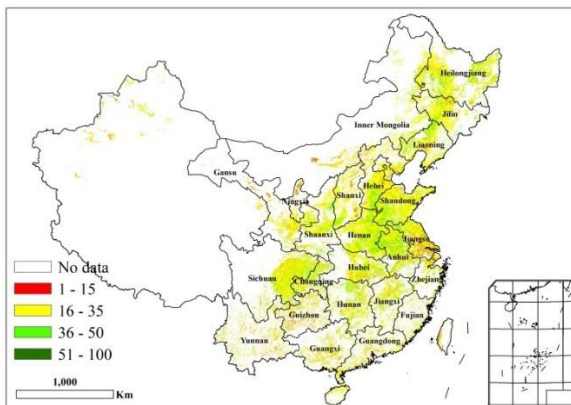 Heilongjiang
Jilin
Inner Mongolia
Liaoning
Gansu
Hebei
Ningxia
Shanxi
Shandong
Shaanxi
Henan
Jiangsu
Anhui
Sichuan
Chongqing
Hubei
Zhejiang
Hunan
Jiangxi
Guizhou
Fujian
Yunnan
Guangxi
Guangdong
No data
1 - 15
16 - 35
36 - 50
51 - 100
1,000
Km